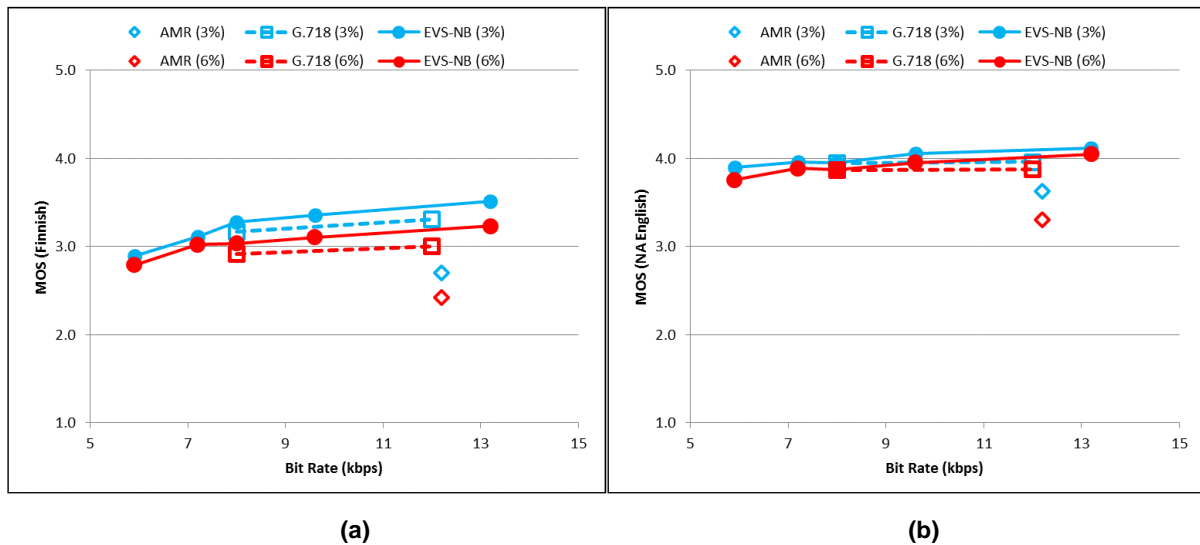 AMR (3%) G.718 (3%) EVS-NB (3%)
AMR (6%) G.718 (6%) EVS-NB (6%)
5.0
4.0
3.0
2.0
1.0
MOS (Finnish)
5 7 9 11 13 15
Bit Rate (kbps)
(a)
AMR (3%) G.718 (3%) EVS-NB (3%)
AMR (6%) G.718 (6%) EVS-NB (6%)
5.0
4.0
3.0
2.0
1.0
MOS (NA English)
5 7 9 11 13 15
Bit Rate (kbps)
(b)